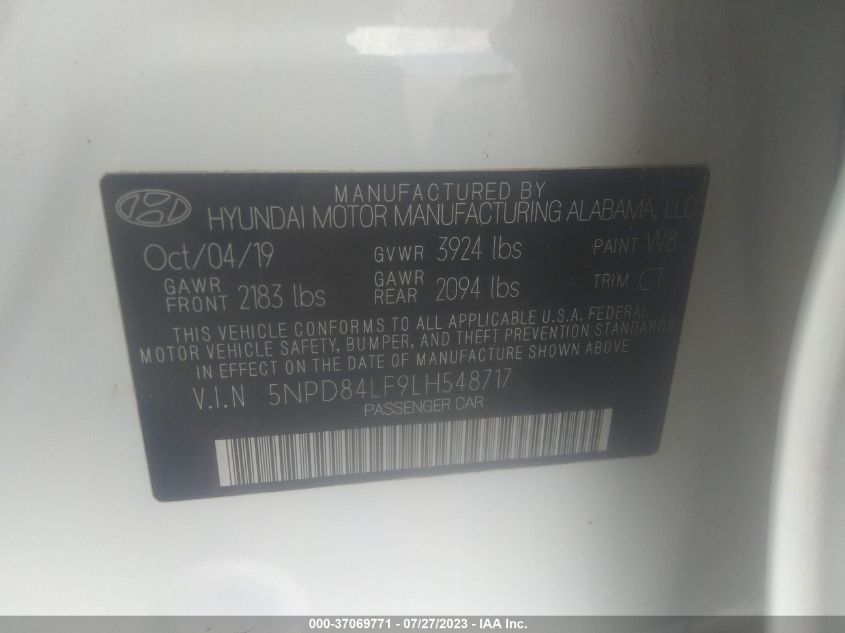 MANUFACTURED BY
HYUNDAI MOTOR MANUFACTURING ALABAMA, LLC
Oct/04/19 GVWR 3924 lbs PAINT W8
GAWR FRONT 2183 lbs GAWR REAR 2094 lbs TRIM CT
THIS VEHICLE CONFORMS TO ALL APPLICABLE U.S.A. FEDERAL
MOTOR VEHICLE SAFETY, BUMPER, AND THEFT PREVENTION STANDARDS
IN EFFECT ON THE DATE OF MANUFACTURE SHOWN ABOVE
V.I.N 5NPD84LF9LH548717
PASSENGER CAR
000-37069771 - 07/27/2023 - IAA Inc.